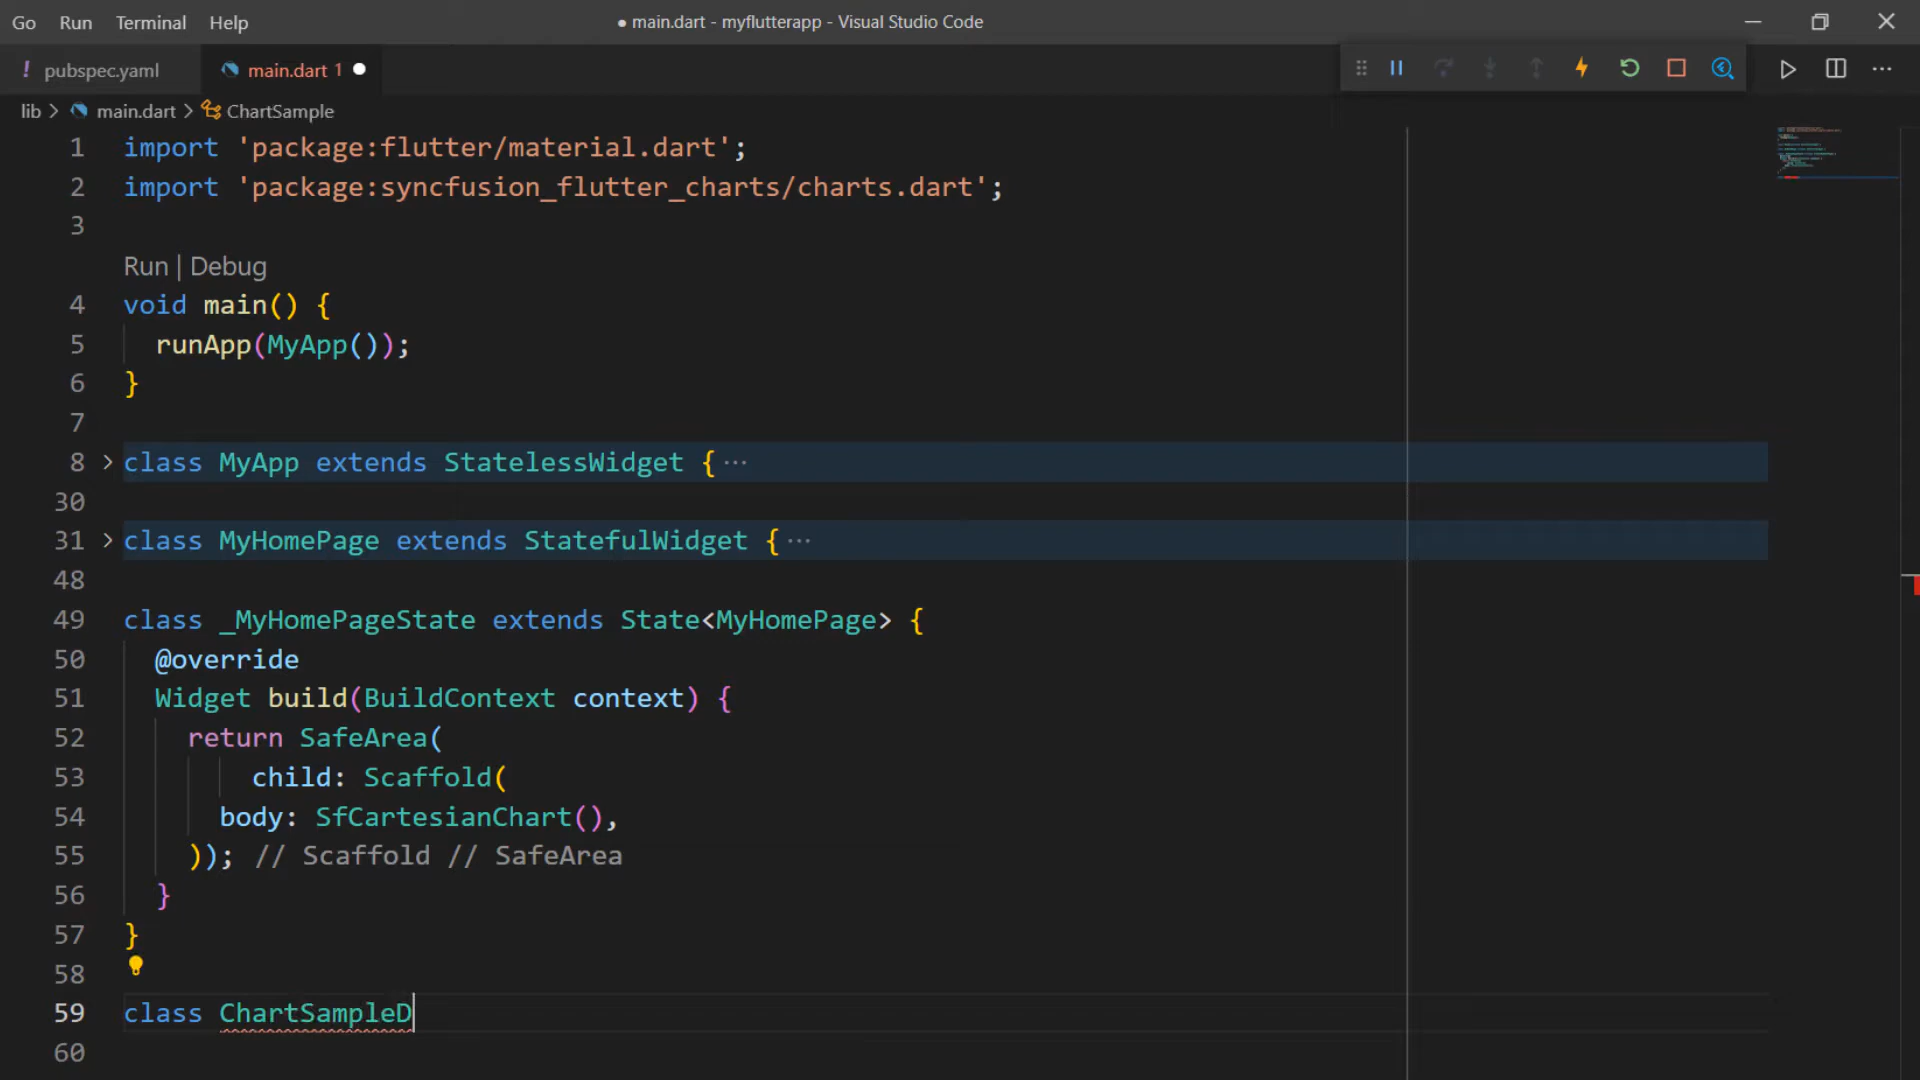 Go Run Terminal Help
● main.dart - myflutterapp - Visual Studio Code
! pubspec.yaml
main.dart 1
lib > main.dart > ChartSample
1 import 'package:flutter/material.dart';
2 import 'package:syncfusion_flutter_charts/charts.dart';
3
Run | Debug
4 void main() {
5 runApp(MyApp());
6 }
7
8 > class MyApp extends StatelessWidget { ···
30
31 > class MyHomePage extends StatefulWidget { ···
48
49 class _MyHomePageState extends State<MyHomePage> {
50 @override
51 Widget build(BuildContext context) {
52 return SafeArea(
53 child: Scaffold(
54 body: SfCartesianChart(),
55 )); // Scaffold // SafeArea
56 }
57 }
58
59 class ChartSampleD
60